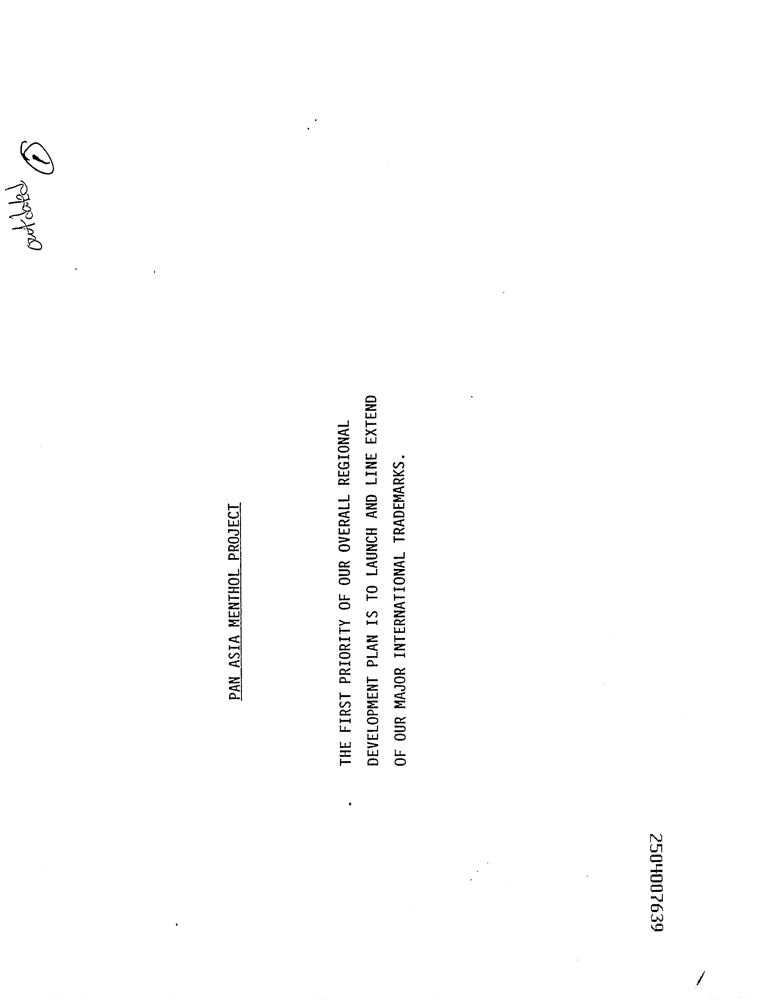 outdated ①
PAN ASIA MENTHOL PROJECT
. THE FIRST PRIORITY OF OUR OVERALL REGIONAL
DEVELOPMENT PLAN IS TO LAUNCH AND LINE EXTEND
OF OUR MAJOR INTERNATIONAL TRADEMARKS.
2504007639